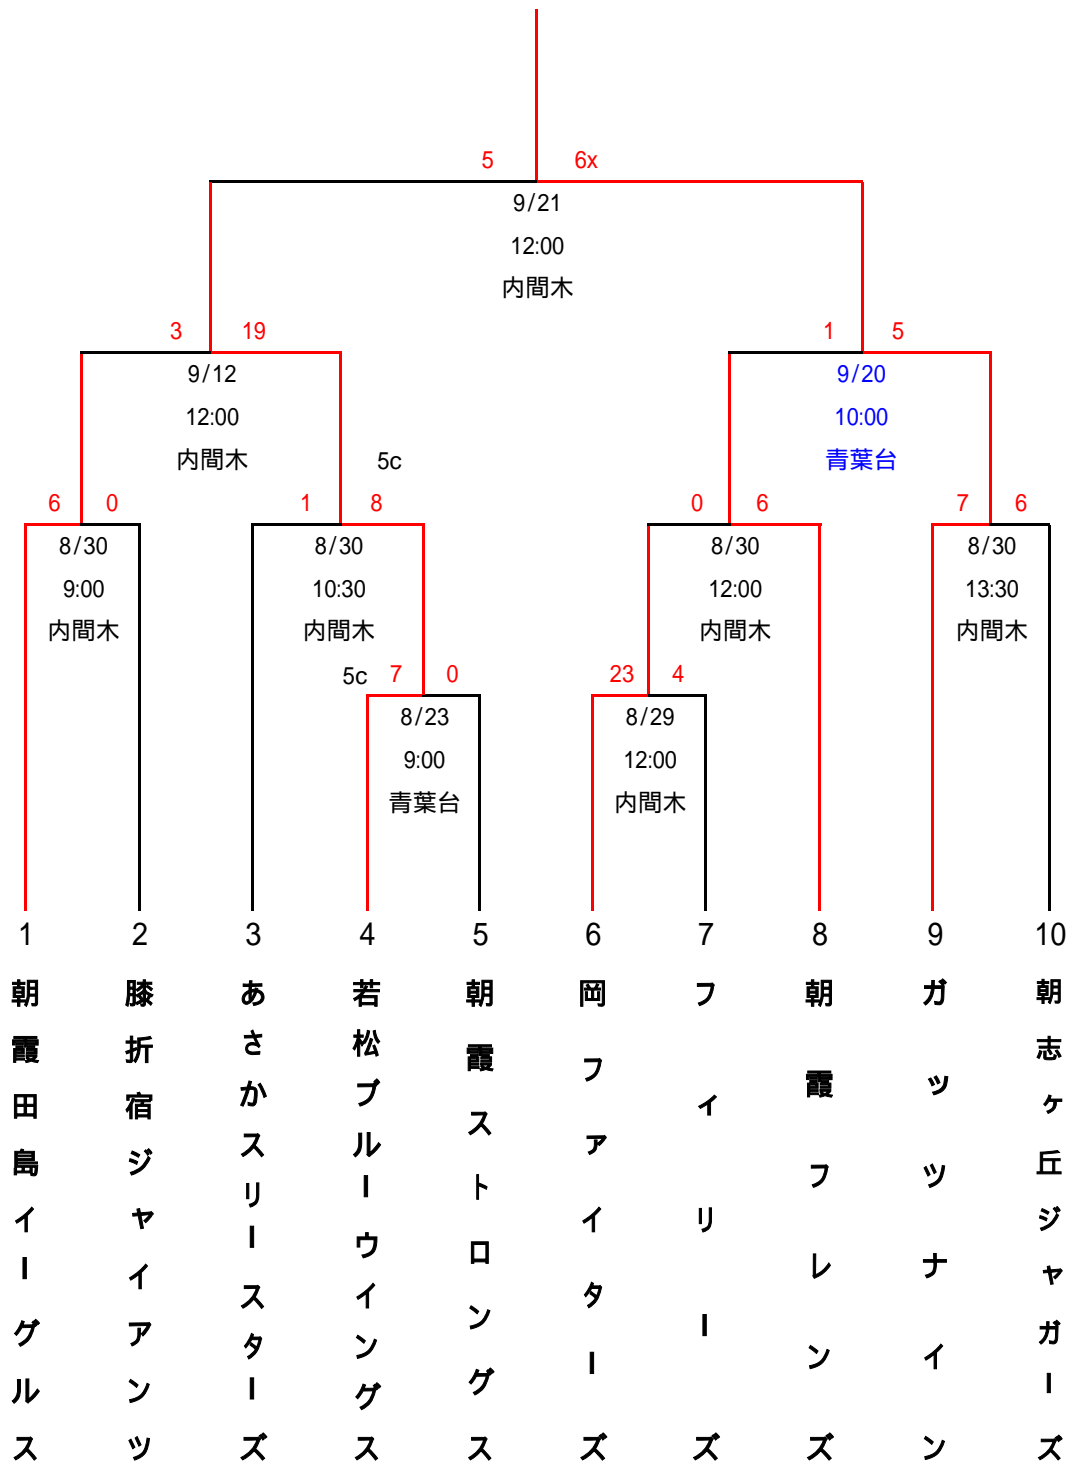 5 6x
9/21
12:00
内間木
3 19 1 5
9/12 9/20
12:00 10:00
内間木 5c 青葉台
6 0 1 8 0 6 7 6
8/30 8/30 8/30 8/30
9:00 10:30 12:00 13:30
内間木 内間木 内間木 内間木
5c 7 0 23 4
8/23 8/29
9:00 12:00
青葉台 内間木
1 2 3 4 5 6 7 8 9 10
朝霞田島イーグルス
膝折宿ジャイアンツ
あさかスリースターズ
若松ブルーウイングス
朝霞ストロングス
岡ファイターズ
フィリーズ
朝霞フレンズ
ガッツナイン
朝志ヶ丘ジャガーズ